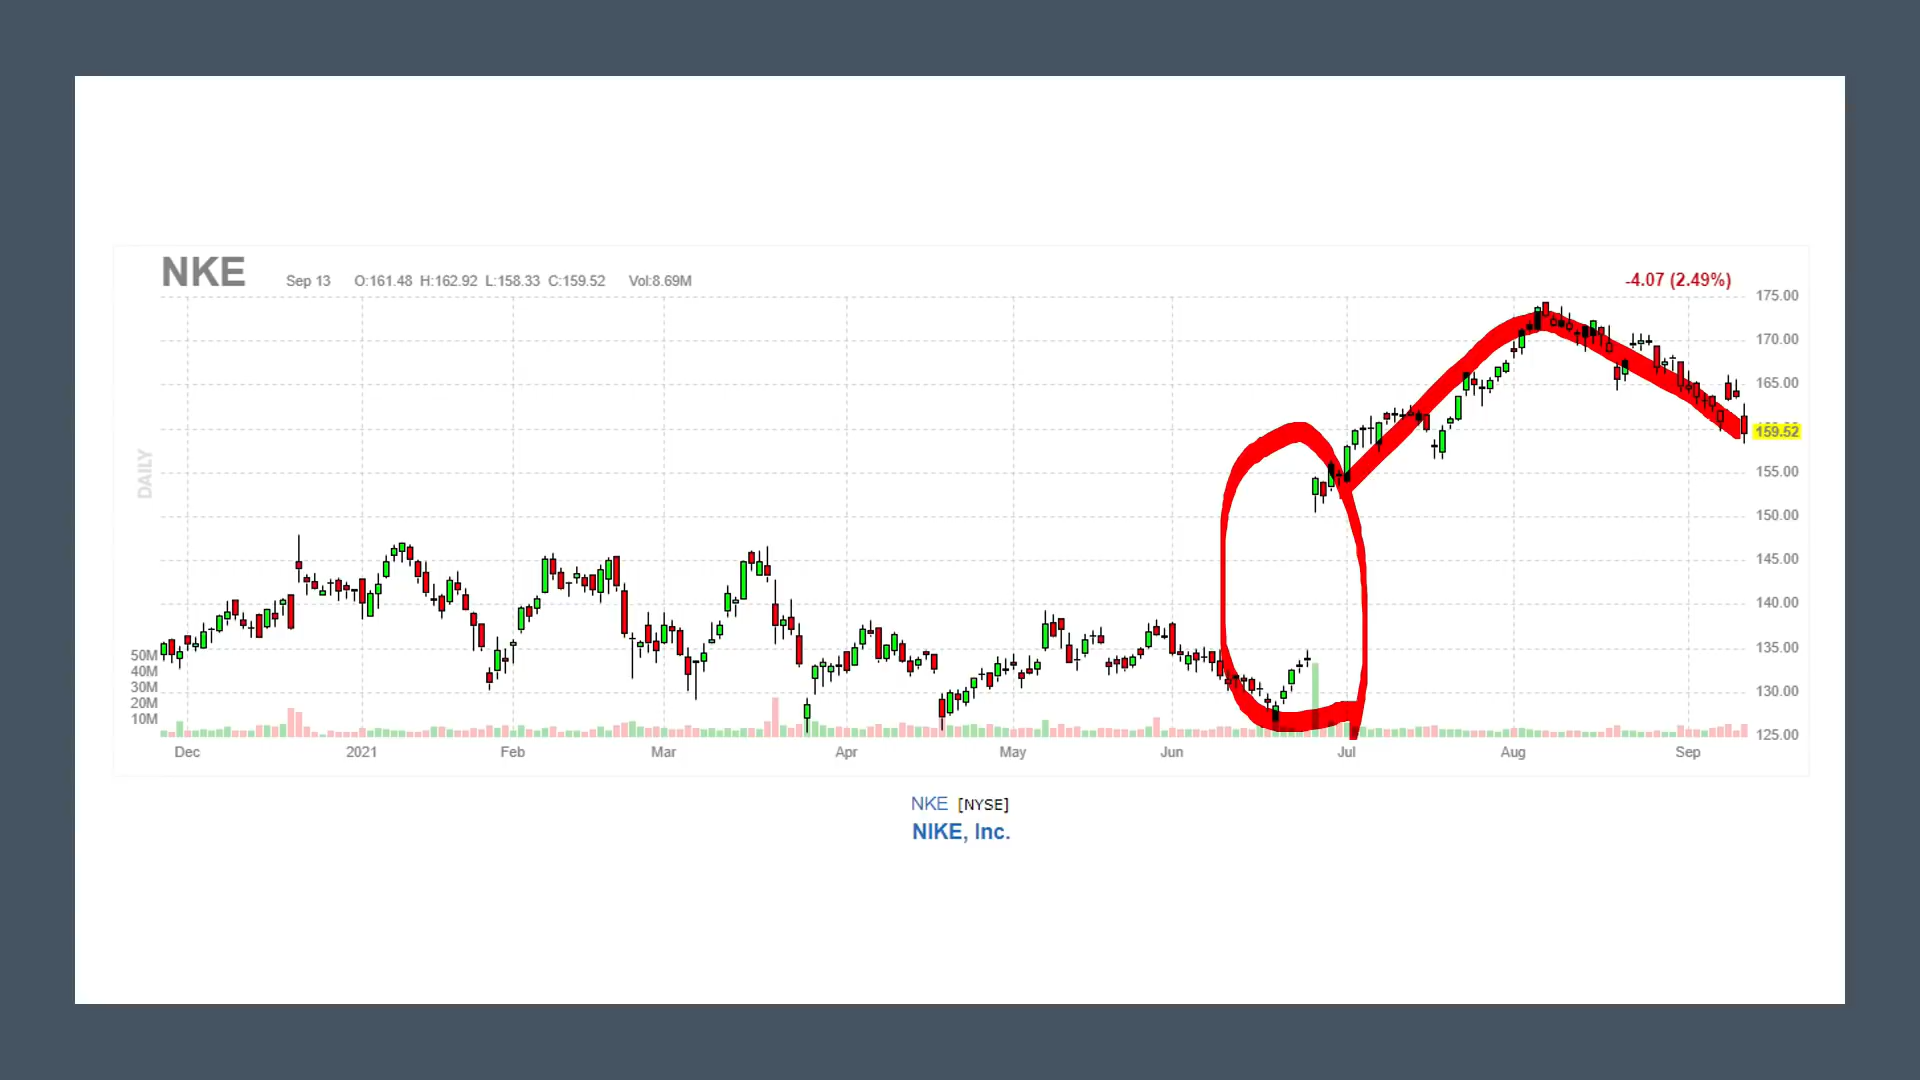 NKE Sep 13 O:161.48 H:162.92 L:158.33 C:159.52 Vol:8.69M -4.07 (2.49%)
175.00
170.00
165.00
159.52
155.00
150.00
145.00
140.00
135.00
130.00
125.00
DAILY
50M
40M
30M
20M
10M
Dec 2021 Feb Mar Apr May Jun Jul Aug Sep
NKE [NYSE]
NIKE, Inc.